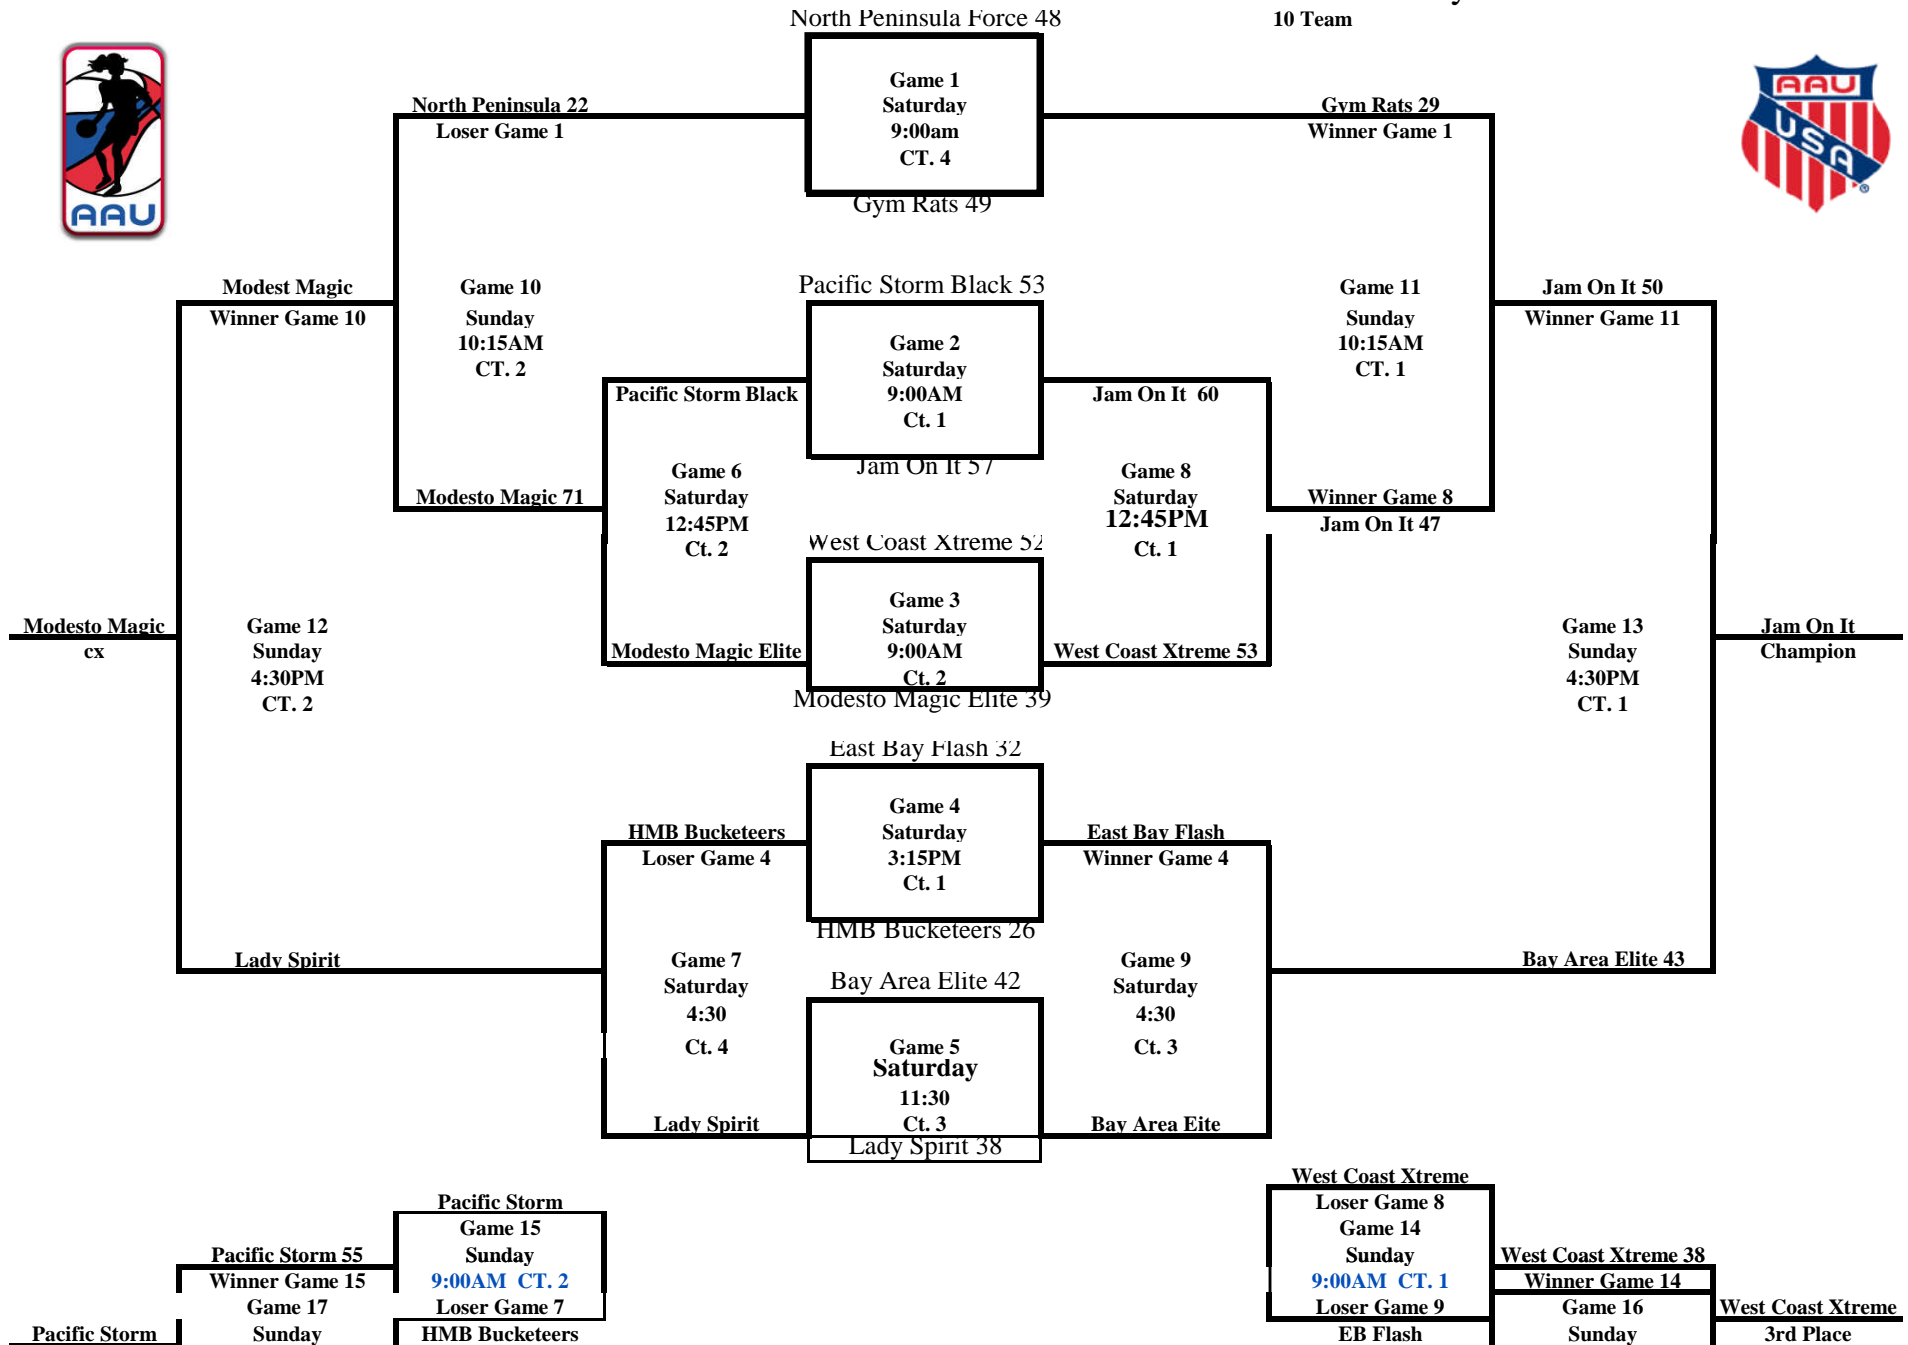 North Peninsula Force 48
10 Team
Game 1
Saturday
9:00am
CT. 4
North Peninsula 22
Loser Game 1
Gym Rats 29
Winner Game 1
AAU
AAU
USA
®
Gym Rats 49
Modest Magic
Winner Game 10
Game 10
Sunday
10:15AM
CT. 2
Pacific Storm Black 53
Game 2
Saturday
9:00AM
Ct. 1
Jam On It 57
Game 11
Sunday
10:15AM
CT. 1
Jam On It 50
Winner Game 11
Pacific Storm Black
Jam On It  60
Modesto Magic 71
Game 6
Saturday
12:45PM
Ct. 2
Game 8
Saturday
12:45PM
Ct. 1
Winner Game 8
Jam On It 47
West Coast Xtreme 52
Game 3
Saturday
9:00AM
Ct. 2
Modesto Magic Elite 39
Modesto Magic
cx
Game 12
Sunday
4:30PM
CT. 2
Modesto Magic Elite
West Coast Xtreme 53
Game 13
Sunday
4:30PM
CT. 1
Jam On It
Champion
East Bay Flash 32
Game 4
Saturday
3:15PM
Ct. 1
HMB Bucketeers 26
HMB Bucketeers
Loser Game 4
East Bay Flash
Winner Game 4
Lady Spirit
Game 7
Saturday
4:30
Ct. 4
Bay Area Elite 42
Game 5
Saturday
11:30
Ct. 3
Lady Spirit 38
Game 9
Saturday
4:30
Ct. 3
Bay Area Elite 43
Lady Spirit
Bay Area Eite
Pacific Storm
Game 15
Sunday
9:00AM  CT. 2
Loser Game 7
HMB Bucketeers
Pacific Storm 55
Winner Game 15
Game 17
Sunday
Pacific Storm
West Coast Xtreme
Loser Game 8
Game 14
Sunday
9:00AM  CT. 1
Loser Game 9
EB Flash
West Coast Xtreme 38
Winner Game 14
Game 16
Sunday
West Coast Xtreme
3rd Place